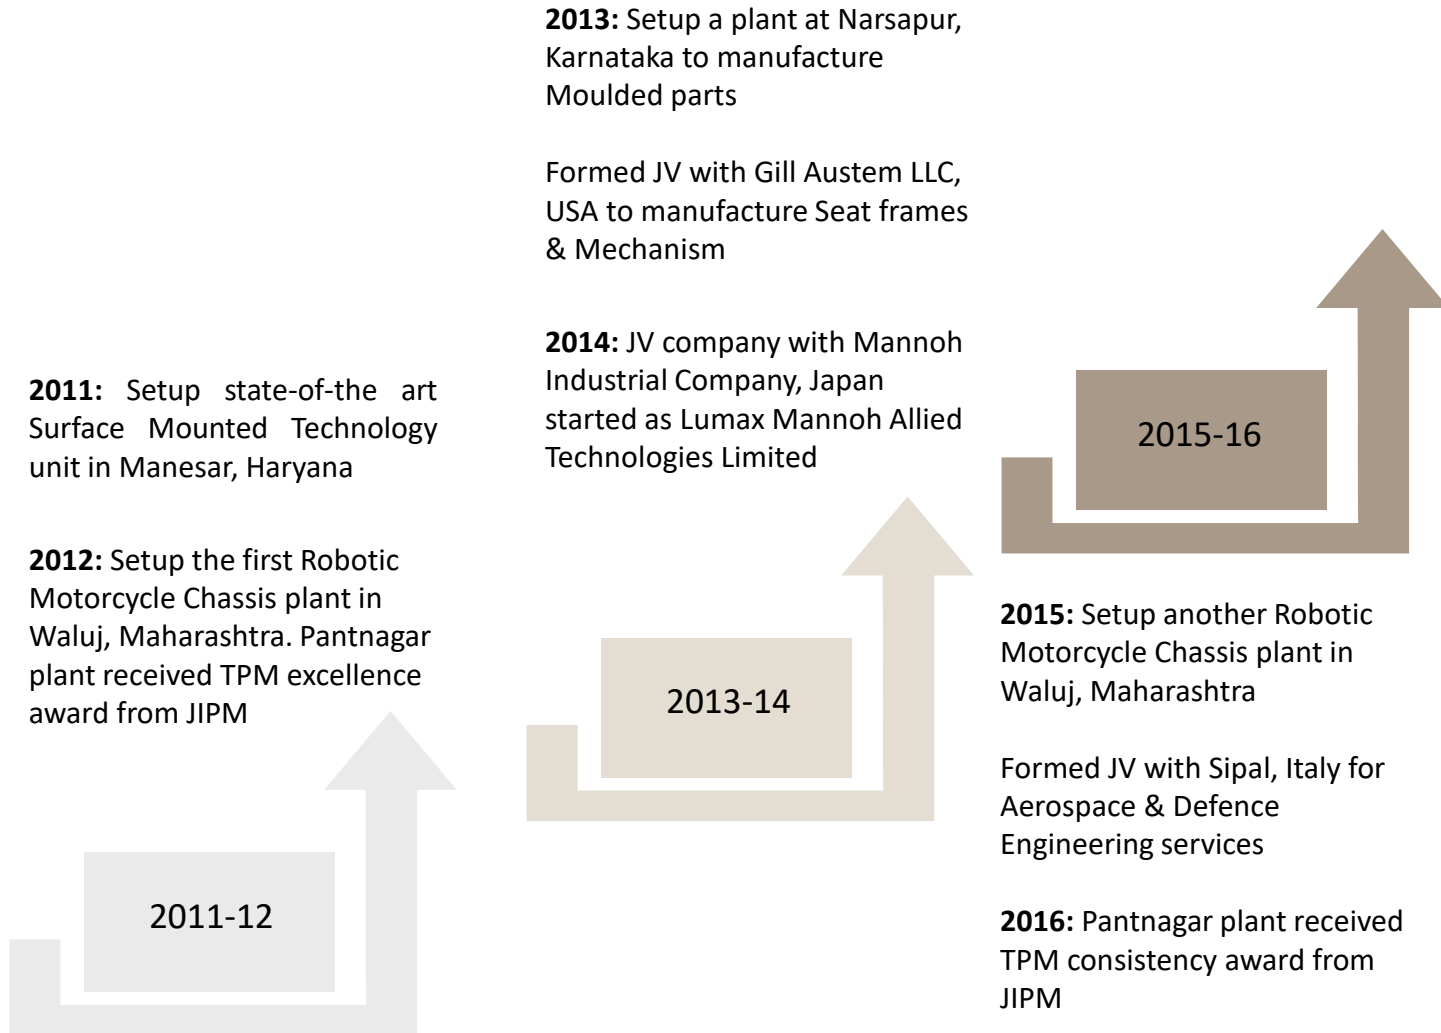 2011: Setup state-of-the art
Surface Mounted Technology
unit in Manesar, Haryana
2012: Setup the first Robotic
Motorcycle Chassis plant in
Waluj, Maharashtra. Pantnagar
plant received TPM excellence
award from JIPM
2011-12
2013: Setup a plant at Narsapur,
Karnataka to manufacture
Moulded parts
Formed JV with Gill Austem LLC,
USA to manufacture Seat frames
& Mechanism
2014: JV company with Mannoh
Industrial Company, Japan
started as Lumax Mannoh Allied
Technologies Limited
2013-14
2015-16
2015: Setup another Robotic
Motorcycle Chassis plant in
Waluj, Maharashtra
Formed JV with Sipal, Italy for
Aerospace & Defence
Engineering services
2016: Pantnagar plant received
TPM consistency award from
JIPM